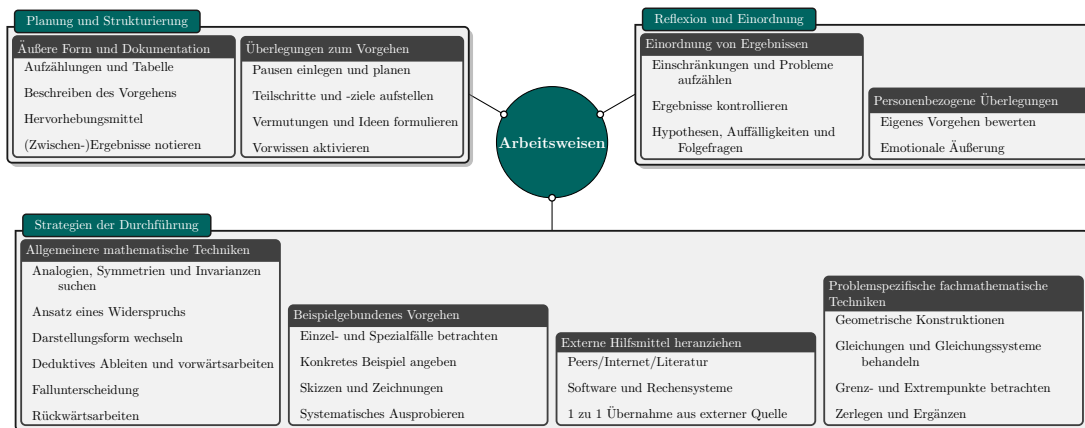 Planung und Strukturierung
Äußere Form und Dokumentation
Aufzählungen und Tabelle
Beschreiben des Vorgehens
Hervorhebungsmittel
(Zwischen-)Ergebnisse notieren
Überlegungen zum Vorgehen
Pausen einlegen und planen
Teilschritte und -ziele aufstellen
Vermutungen und Ideen formulieren
Vorwissen aktivieren
Arbeitsweisen
Reflexion und Einordnung
Einordnung von Ergebnissen
Einschränkungen und Probleme
aufzählen
Ergebnisse kontrollieren
Hypothesen, Auffälligkeiten und
Folgefragen
Personenbezogene Überlegungen
Eigenes Vorgehen bewerten
Emotionale Äußerung
Strategien der Durchführung
Allgemeinere mathematische Techniken
Analogien, Symmetrien und Invarianzen
suchen
Ansatz eines Widerspruchs
Darstellungsform wechseln
Deduktives Ableiten und vorwärtsarbeiten
Fallunterscheidung
Rückwärtsarbeiten
Beispielgebundenes Vorgehen
Einzel- und Spezialfälle betrachten
Konkretes Beispiel angeben
Skizzen und Zeichnungen
Systematisches Ausprobieren
Externe Hilfsmittel heranziehen
Peers/Internet/Literatur
Software und Rechensysteme
1 zu 1 Übernahme aus externer Quelle
Problemspezifische fachmathematische
Techniken
Geometrische Konstruktionen
Gleichungen und Gleichungssysteme
behandeln
Grenz- und Extrempunkte betrachten
Zerlegen und Ergänzen